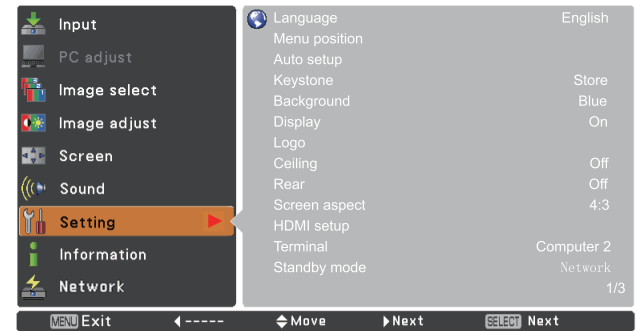 Input
PC adjust
Image select
Image adjust
Screen
Sound
Setting
Information
Network
Language English
Menu position
Auto setup
Keystone Store
Background Blue
Display On
Logo
Ceiling Off
Rear Off
Screen aspect 4:3
HDMI setup
Terminal Computer 2
Standby mode Network
1/3
MENU Exit ◀----- Move Next SELECT Next